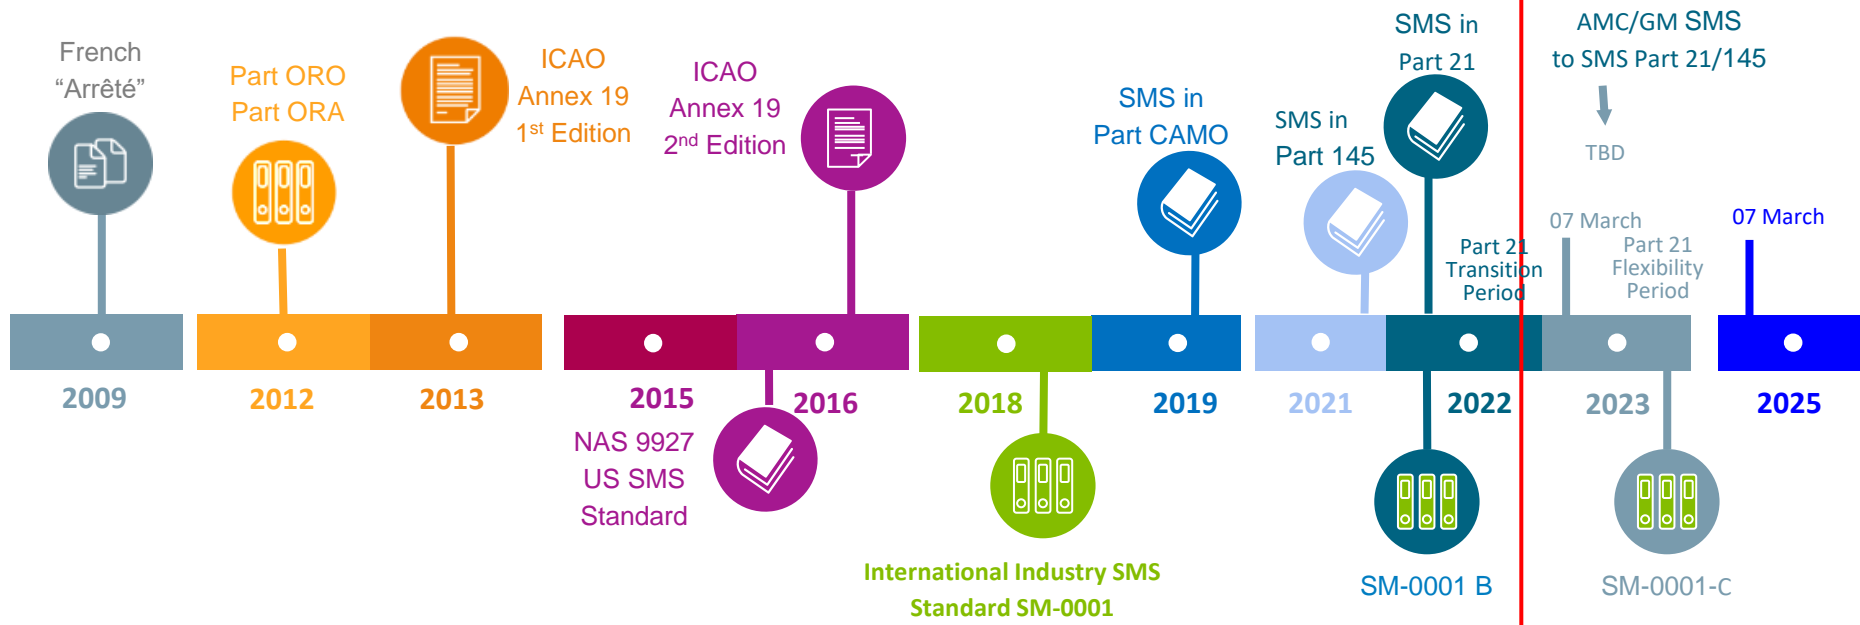 French
“Arrêté”
Part ORO
Part ORA
ICAO
Annex 19
1st Edition
ICAO
Annex 19
2nd Edition
SMS in
Part CAMO
SMS in
Part 145
SMS in
Part 21
AMC/GM SMS
to SMS Part 21/145
TBD
Part 21
Transition
Period
07 March
Part 21
Flexibility
Period
07 March
2009
2012
2013
2015
2016
2018
2019
2021
2022
2023
2025
NAS 9927
US SMS
Standard
International Industry SMS
Standard SM-0001
SM-0001 B
SM-0001-C